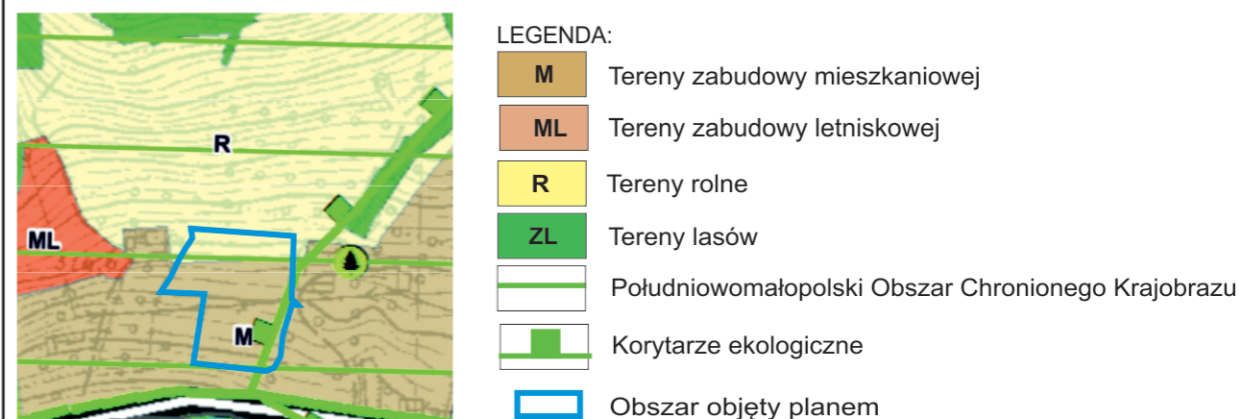 R
ML
M
LEGENDA:
M Tereny zabudowy mieszkaniowej
ML Tereny zabudowy letniskowej
R Tereny rolne
ZL Tereny lasów
Południowomałopolski Obszar Chronionego Krajobrazu
Korytarze ekologiczne
Obszar objęty planem